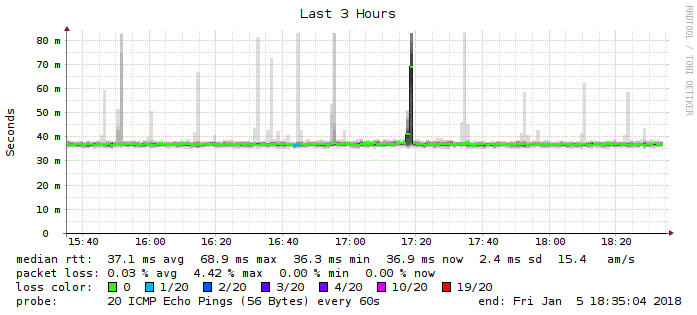 Last 3 Hours
RRDTOOL / TOBI OETIKER
Seconds
80 m
70 m
60 m
50 m
40 m
30 m
20 m
10 m
0
15:40 16:00 16:20 16:40 17:00 17:20 17:40 18:00 18:20
median rtt: 37.1 ms avg 68.9 ms max 36.3 ms min 36.9 ms now 2.4 ms sd 15.4 am/s
packet loss: 0.03 % avg 4.42 % max 0.00 % min 0.00 % now
loss color: 0 1/20 2/20 3/20 4/20 10/20 19/20
probe: 20 ICMP Echo Pings (56 Bytes) every 60s end: Fri Jan 5 18:35:04 2018